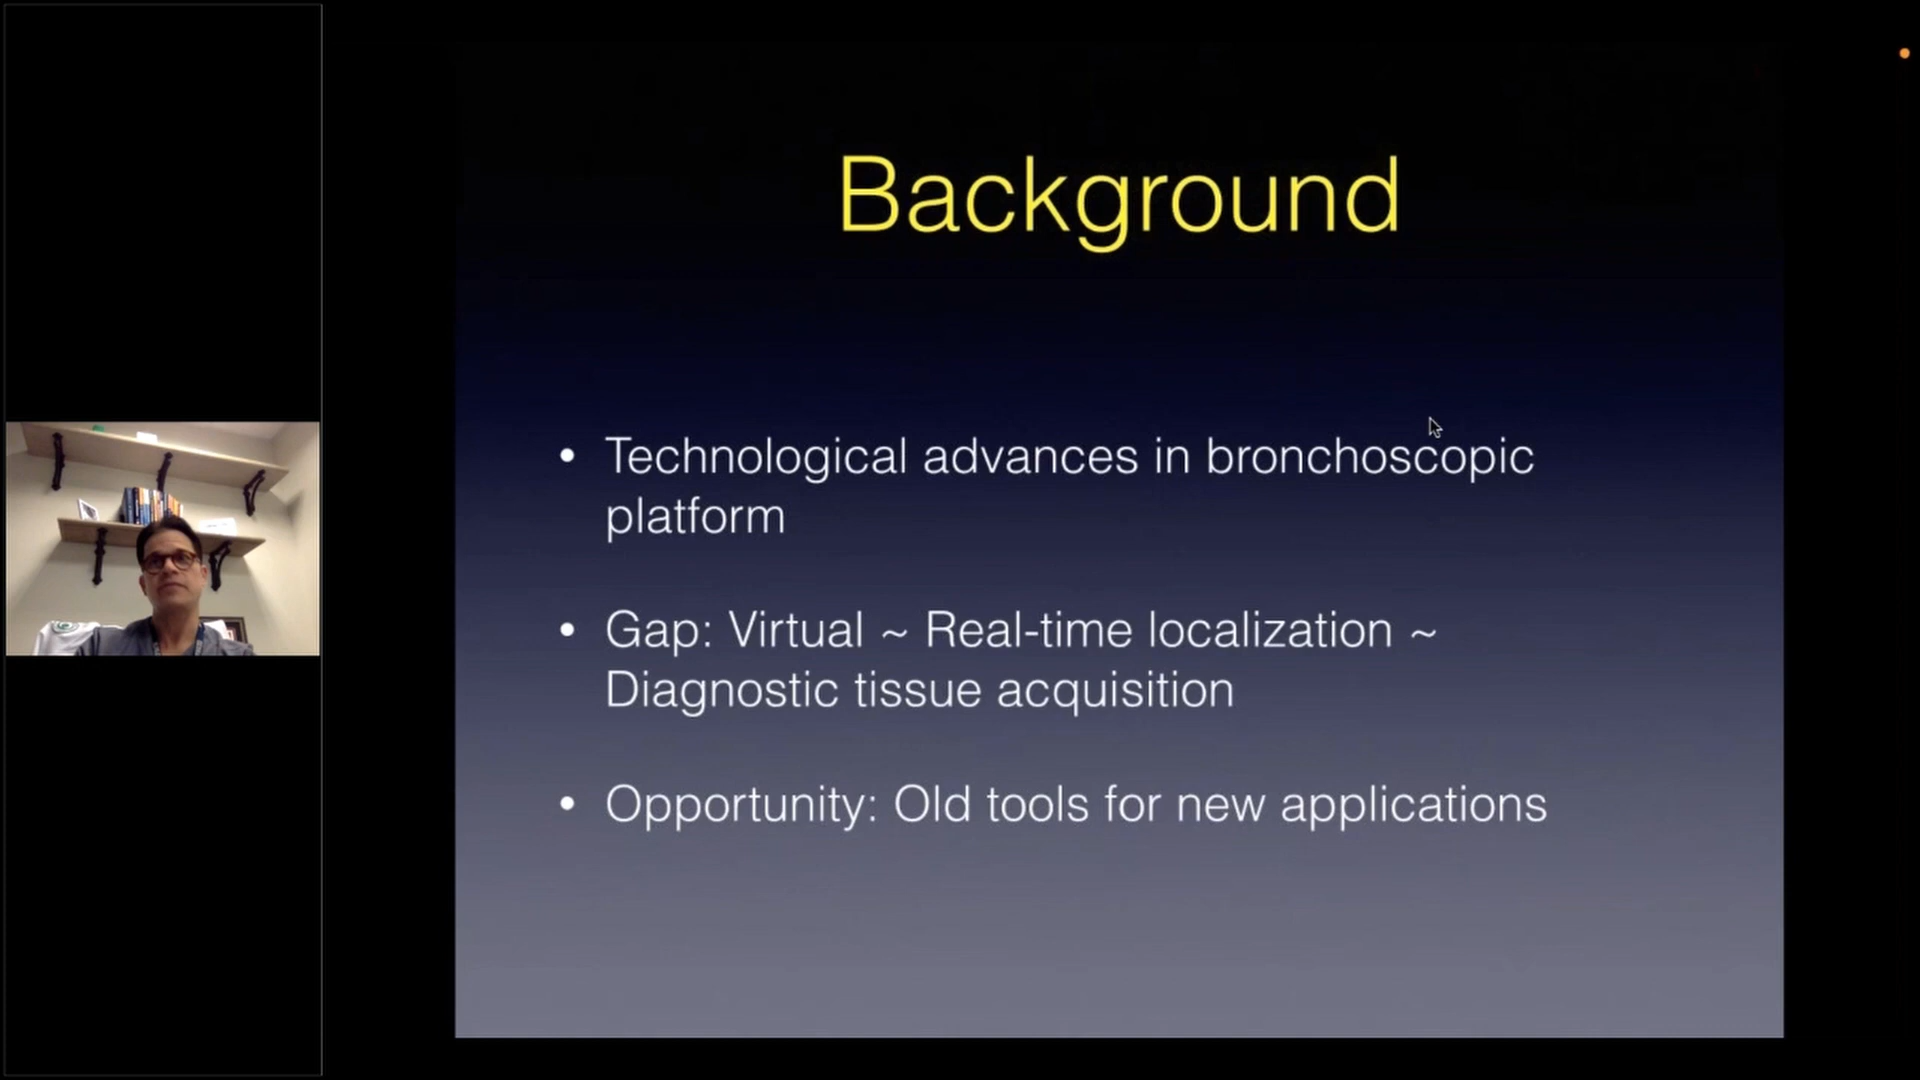 Background
• Technological advances in bronchoscopic
platform
• Gap: Virtual ~ Real-time localization ~
Diagnostic tissue acquisition
• Opportunity: Old tools for new applications